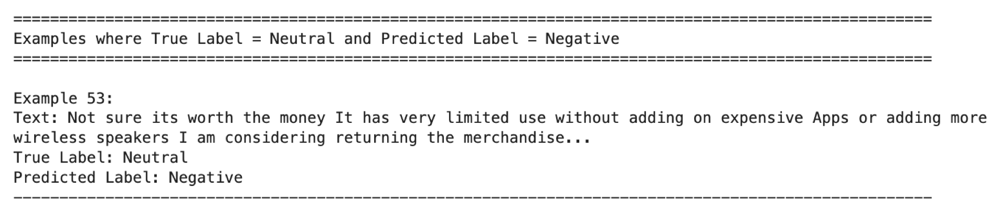 ====================================================================================================
Examples where True Label = Neutral and Predicted Label = Negative
====================================================================================================
Example 53:
Text: Not sure its worth the money It has very limited use without adding on expensive Apps or adding more
wireless speakers I am considering returning the merchandise...
True Label: Neutral
Predicted Label: Negative
----------------------------------------------------------------------------------------------------